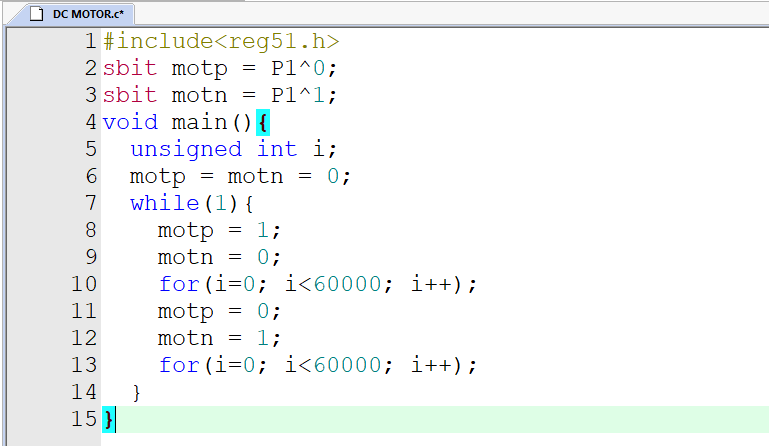 DC MOTOR.c*
1 #include<reg51.h>
2 sbit motp = P1^0;
3 sbit motn = P1^1;
4 void main(){
5   unsigned int i;
6   motp = motn = 0;
7   while(1){
8     motp = 1;
9     motn = 0;
10     for(i=0; i<60000; i++);
11     motp = 0;
12     motn = 1;
13     for(i=0; i<60000; i++);
14   }
15 }